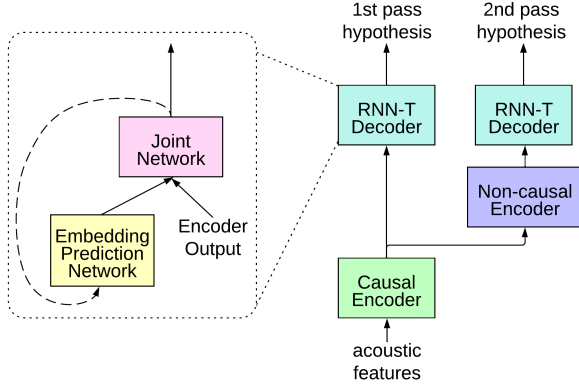 1st pass
hypothesis
2nd pass
hypothesis
RNN-T
Decoder
RNN-T
Decoder
Joint
Network
Non-causal
Encoder
Encoder
Output
Embedding
Prediction
Network
Causal
Encoder
acoustic
features